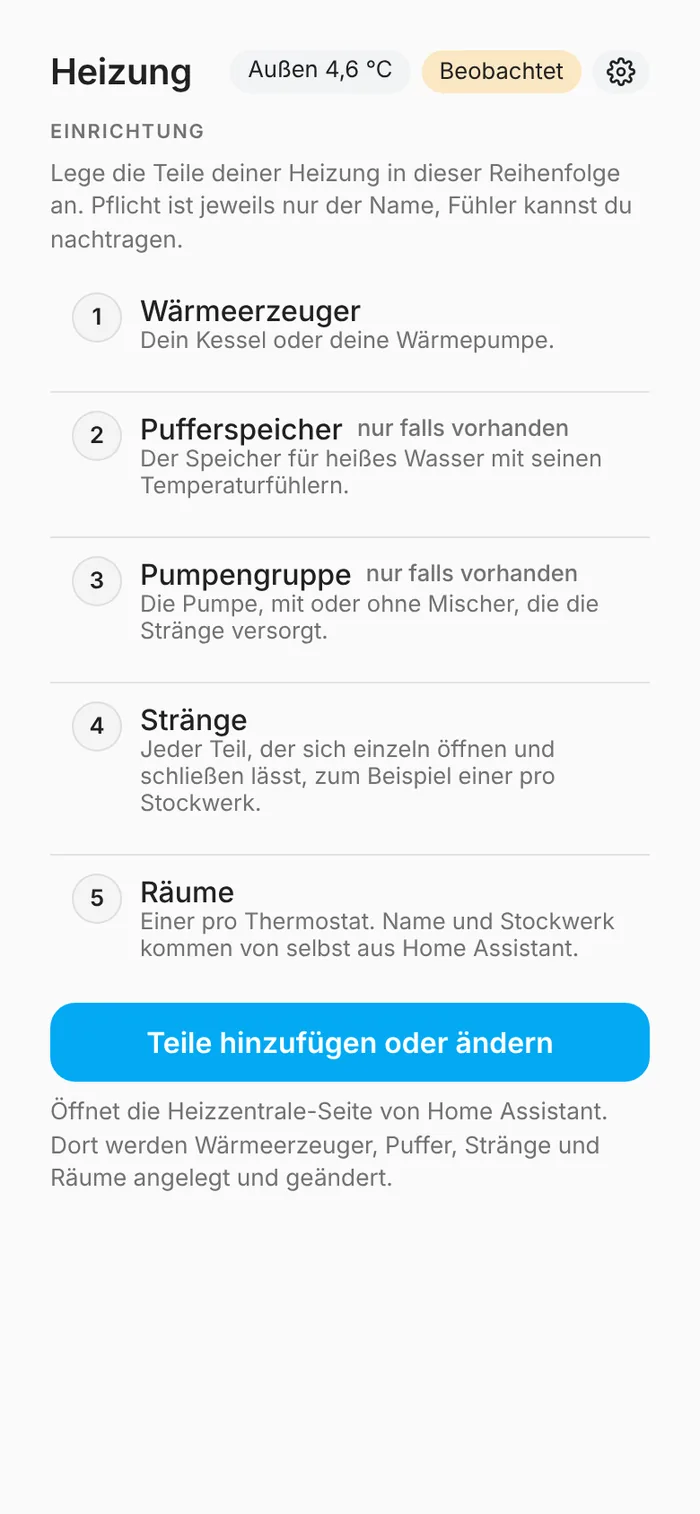 Heizung
Außen 4,6 °C
Beobachtet
EINRICHTUNG
Lege die Teile deiner Heizung in dieser Reihenfolge
an. Pflicht ist jeweils nur der Name, Fühler kannst du
nachtragen.
1
Wärmeerzeuger
Dein Kessel oder deine Wärmepumpe.
2
Pufferspeicher nur falls vorhanden
Der Speicher für heißes Wasser mit seinen
Temperaturfühlern.
3
Pumpengruppe nur falls vorhanden
Die Pumpe, mit oder ohne Mischer, die die
Stränge versorgt.
4
Stränge
Jeder Teil, der sich einzeln öffnen und
schließen lässt, zum Beispiel einer pro
Stockwerk.
5
Räume
Einer pro Thermostat. Name und Stockwerk
kommen von selbst aus Home Assistant.
Teile hinzufügen oder ändern
Öffnet die Heizzentrale-Seite von Home Assistant.
Dort werden Wärmeerzeuger, Puffer, Stränge und
Räume angelegt und geändert.